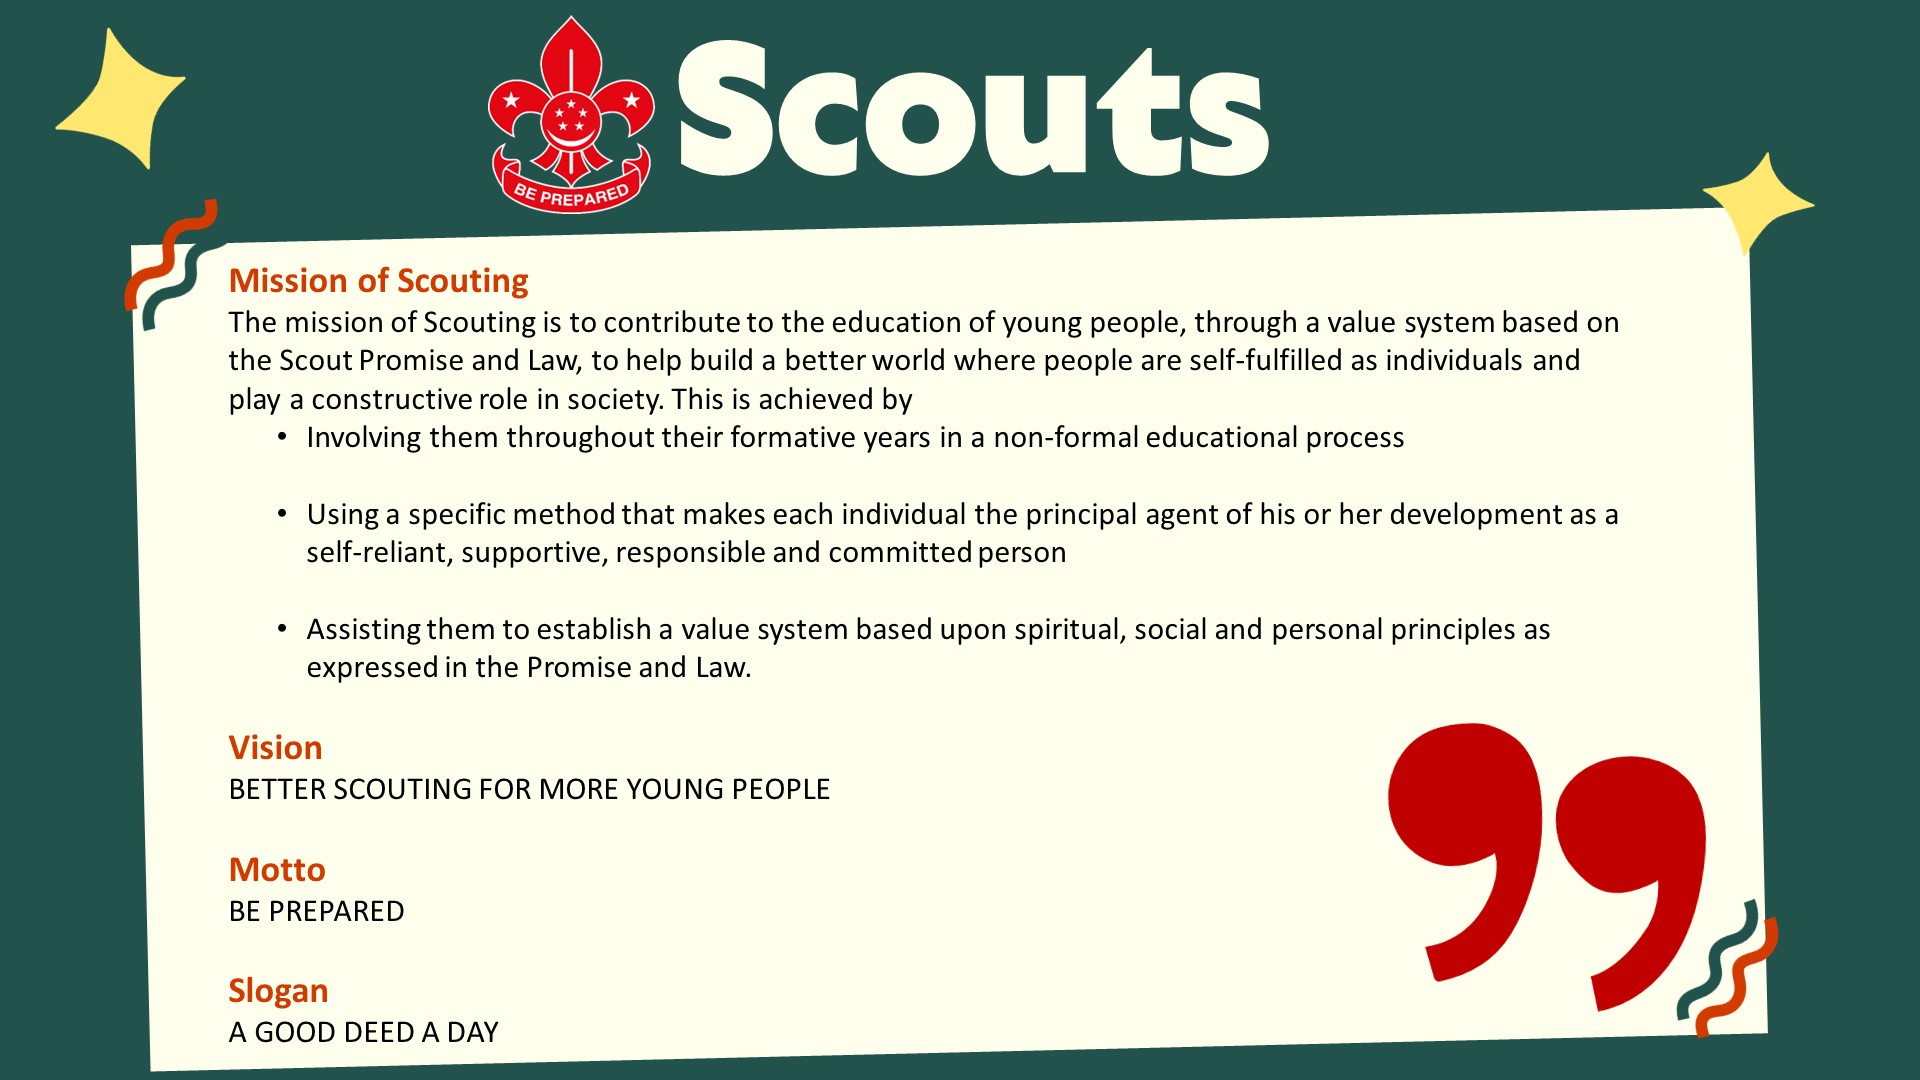 Scouts
BE PREPARED
Mission of Scouting
The mission of Scouting is to contribute to the education of young people, through a value system based on
the Scout Promise and Law, to help build a better world where people are self-fulfilled as individuals and
play a constructive role in society. This is achieved by
• Involving them throughout their formative years in a non-formal educational process
• Using a specific method that makes each individual the principal agent of his or her development as a
self-reliant, supportive, responsible and committed person
• Assisting them to establish a value system based upon spiritual, social and personal principles as
expressed in the Promise and Law.
Vision
BETTER SCOUTING FOR MORE YOUNG PEOPLE
Motto
BE PREPARED
Slogan
A GOOD DEED A DAY